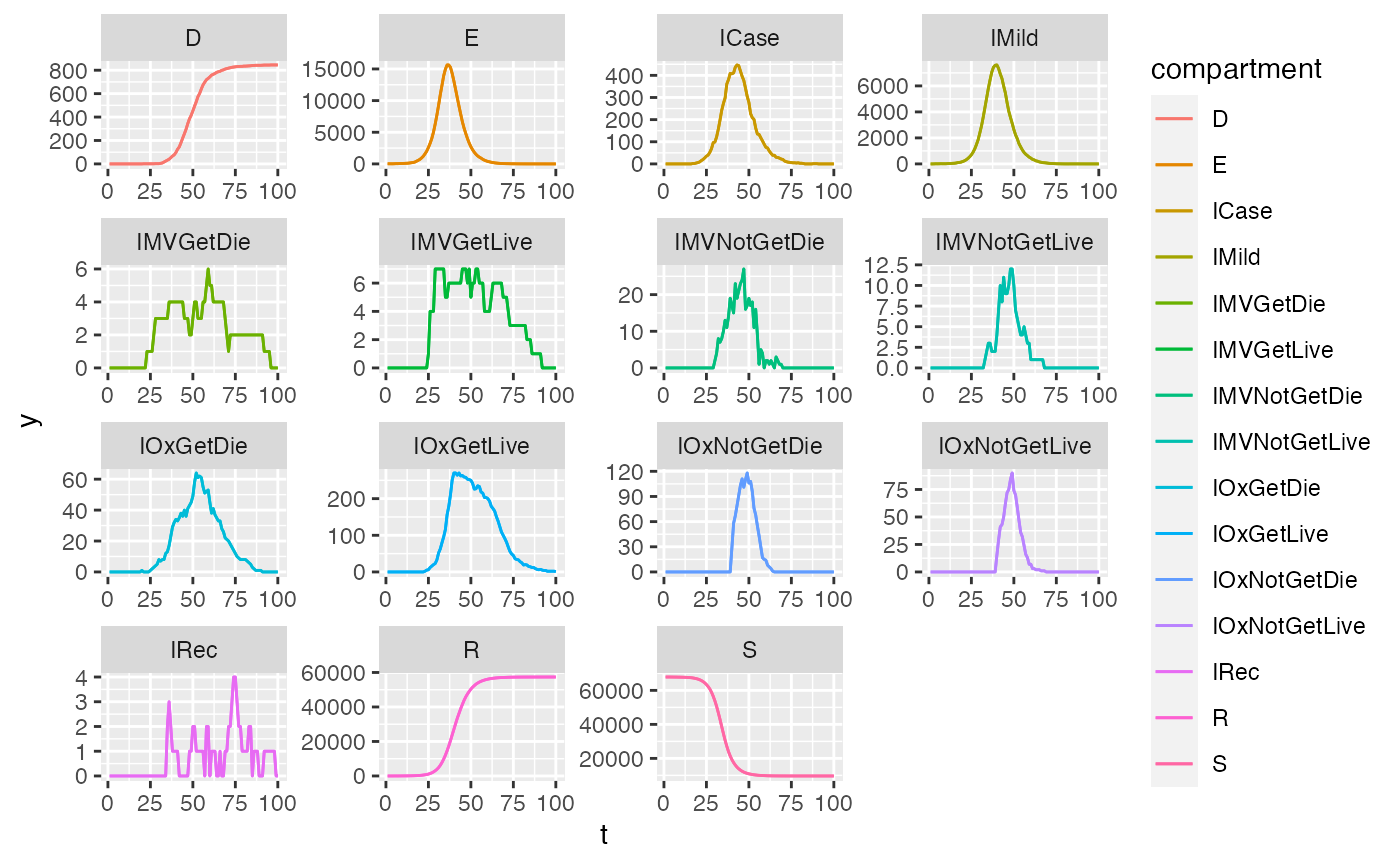 D
E
ICase
IMild
800
600
400
200
0
15000
10000
5000
0
400
300
200
100
0
6000
4000
2000
0
0 25 50 75 100
0 25 50 75 100
0 25 50 75 100
0 25 50 75 100
IMVGetDie
IMVGetLive
IMVNotGetDie
IMVNotGetLive
6
4
2
0
6
4
2
0
20
10
0
12.5
10.0
7.5
5.0
2.5
0.0
0 25 50 75 100
0 25 50 75 100
0 25 50 75 100
0 25 50 75 100
IOxGetDie
IOxGetLive
IOxNotGetDie
IOxNotGetLive
60
40
20
0
200
100
0
120
90
60
30
0
75
50
25
0
0 25 50 75 100
0 25 50 75 100
0 25 50 75 100
0 25 50 75 100
IRec
R
S
4
3
2
1
0
60000
40000
20000
0
60000
40000
20000
0 25 50 75 100
0 25 50 75 100
0 25 50 75 100
y
t
compartment
D
E
ICase
IMild
IMVGetDie
IMVGetLive
IMVNotGetDie
IMVNotGetLive
IOxGetDie
IOxGetLive
IOxNotGetDie
IOxNotGetLive
IRec
R
S